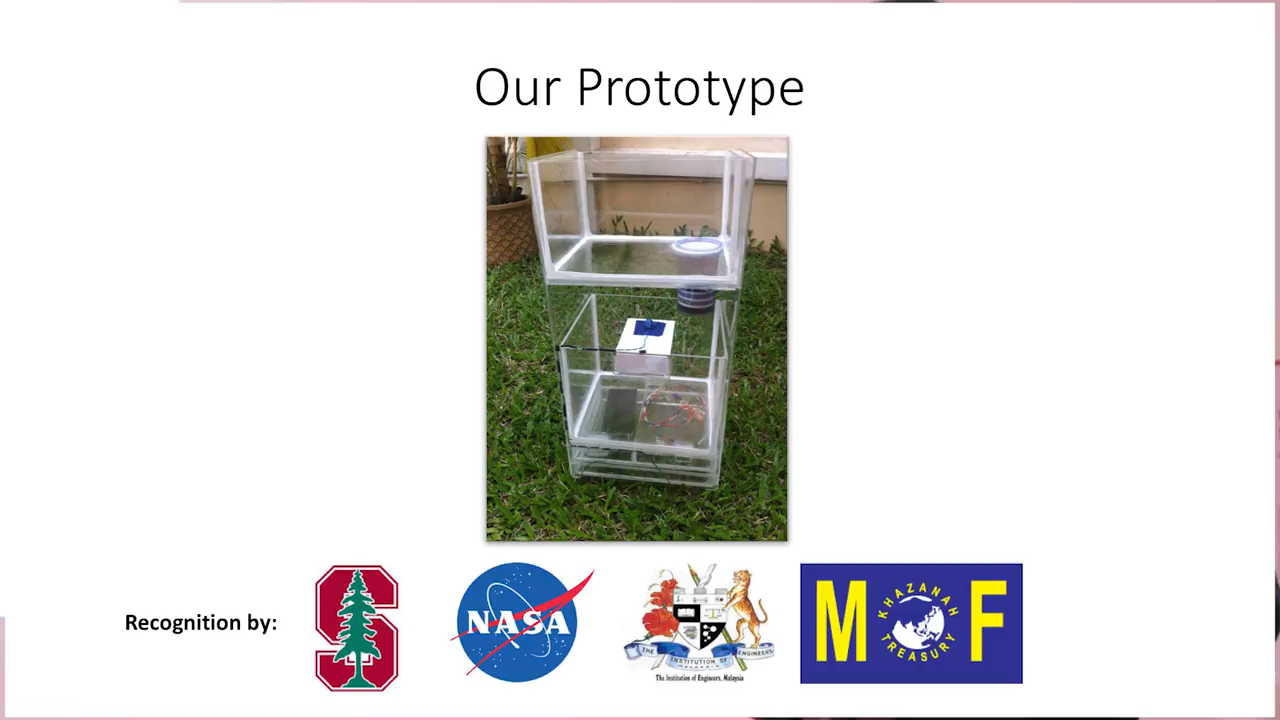 Our Prototype
Recognition by:
NASA
THE INSTITUTION OF ENGINEERS
The Institution of Engineers, Malaysia
M F
KHAZANAH
TREASURY